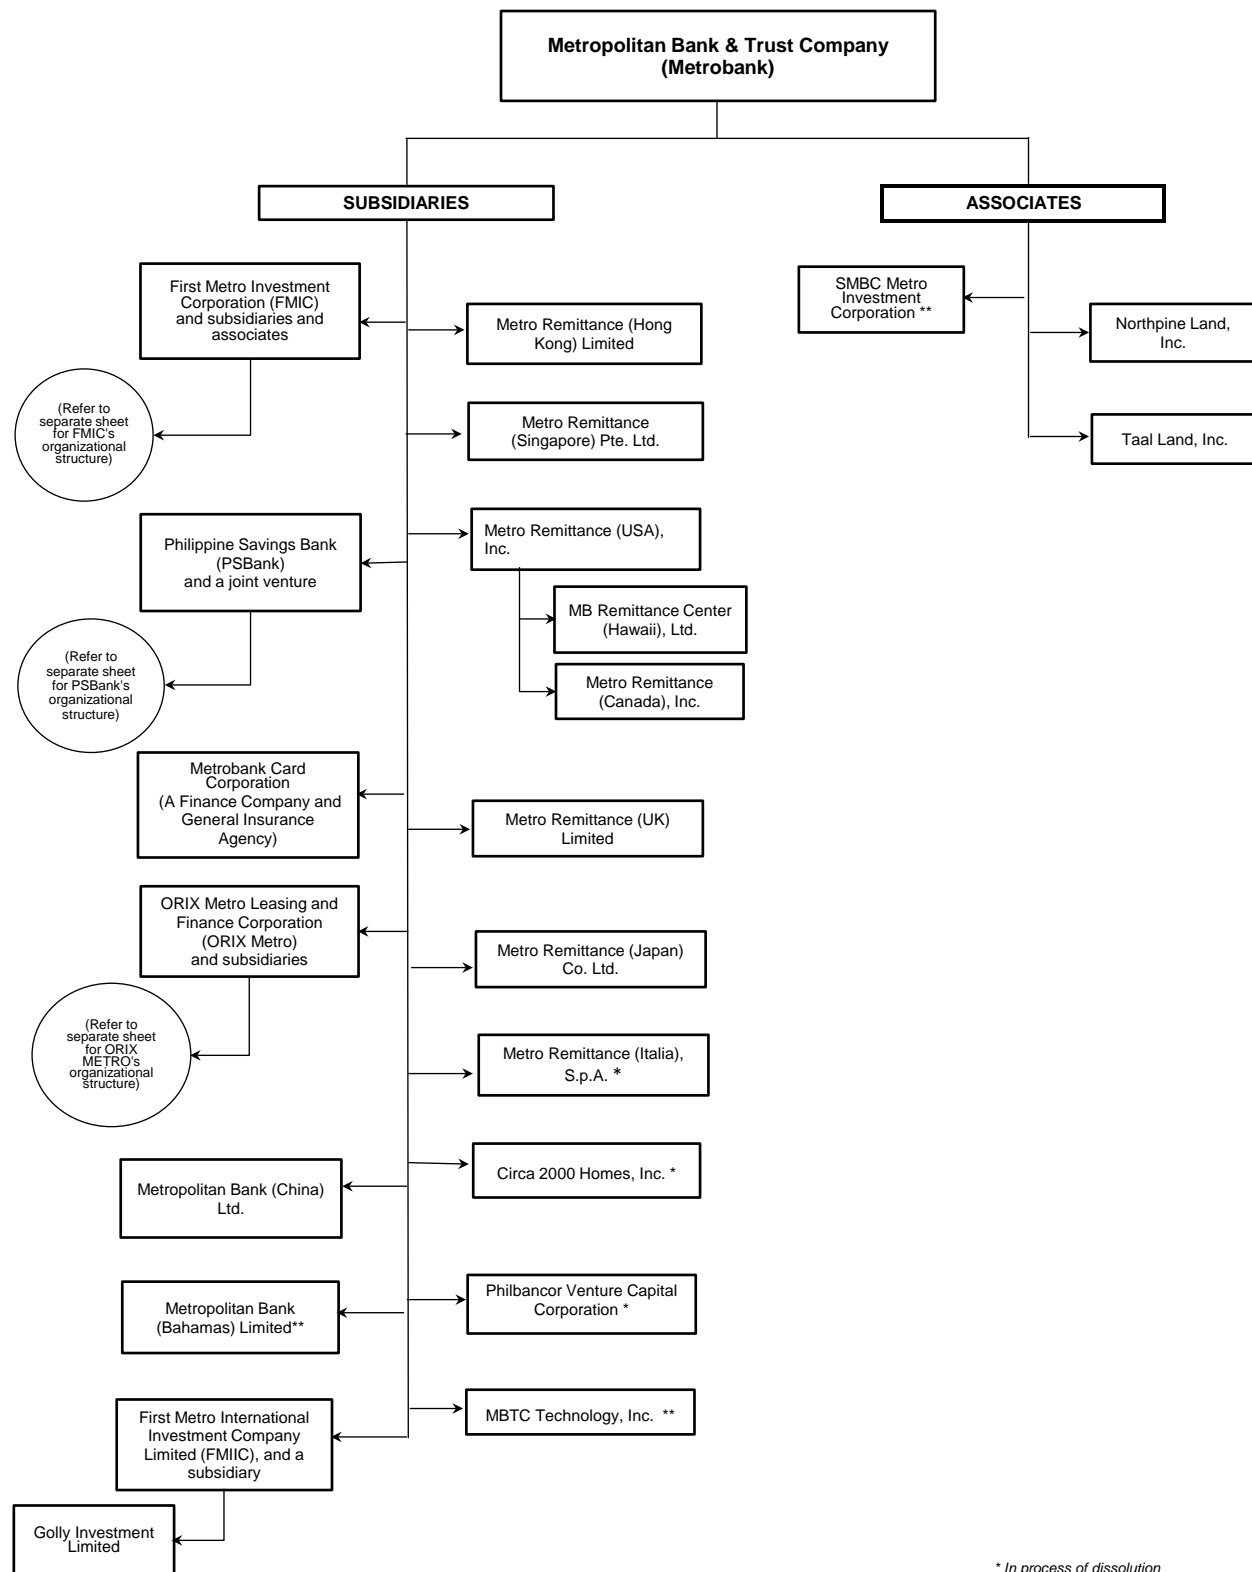 Metropolitan Bank & Trust Company
(Metrobank)
SUBSIDIARIES
ASSOCIATES
First Metro Investment
Corporation (FMIC)
and subsidiaries and
associates
Metro Remittance (Hong
Kong) Limited
SMBC Metro
Investment
Corporation **
Northpine Land,
Inc.
(Refer to
separate sheet
for FMIC's
organizational
structure)
Metro Remittance
(Singapore) Pte. Ltd.
Taal Land, Inc.
Philippine Savings Bank
(PSBank)
and a joint venture
Metro Remittance (USA),
Inc.
MB Remittance Center
(Hawaii), Ltd.
(Refer to
separate sheet
for PSBank's
organizational
structure)
Metro Remittance
(Canada), Inc.
Metrobank Card
Corporation
(A Finance Company and
General Insurance
Agency)
Metro Remittance (UK)
Limited
ORIX Metro Leasing and
Finance Corporation
(ORIX Metro)
and subsidiaries
Metro Remittance (Japan)
Co. Ltd.
(Refer to
separate sheet
for ORIX
METRO's
organizational
structure)
Metro Remittance (Italia),
S.p.A. *
Metropolitan Bank (China)
Ltd.
Circa 2000 Homes, Inc. *
Metropolitan Bank
(Bahamas) Limited**
Philbancor Venture Capital
Corporation *
First Metro International
Investment Company
Limited (FMIIC), and a
subsidiary
MBTC Technology, Inc. **
Golly Investment
Limited
* In process of dissolution